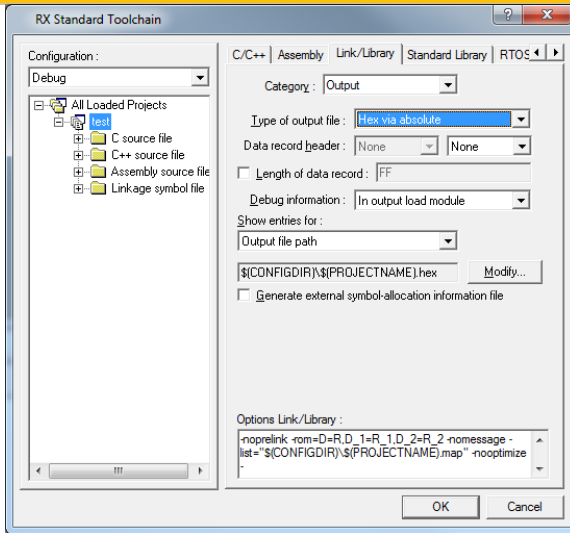 RX Standard Toolchain
Configuration :
Debug
All Loaded Projects
test
C source file
C++ source file
Assembly source file
Linkage symbol file
C/C++ Assembly Link/Library Standard Library RTOS
Category : Output
Type of output file : Hex via absolute
Data record header : None None
Length of data record : FF
Debug information : In output load module
Show entries for :
Output file path
$(CONFIGDIR)\$(PROJECTNAME).hex Modify...
Generate external symbol-allocation information file
Options Link/Library :
-noprelink -rom=D=R,D_1=R_1,D_2=R_2 -nomessage -
list="$(CONFIGDIR)\$(PROJECTNAME).map" -nooptimize
-
OK Cancel